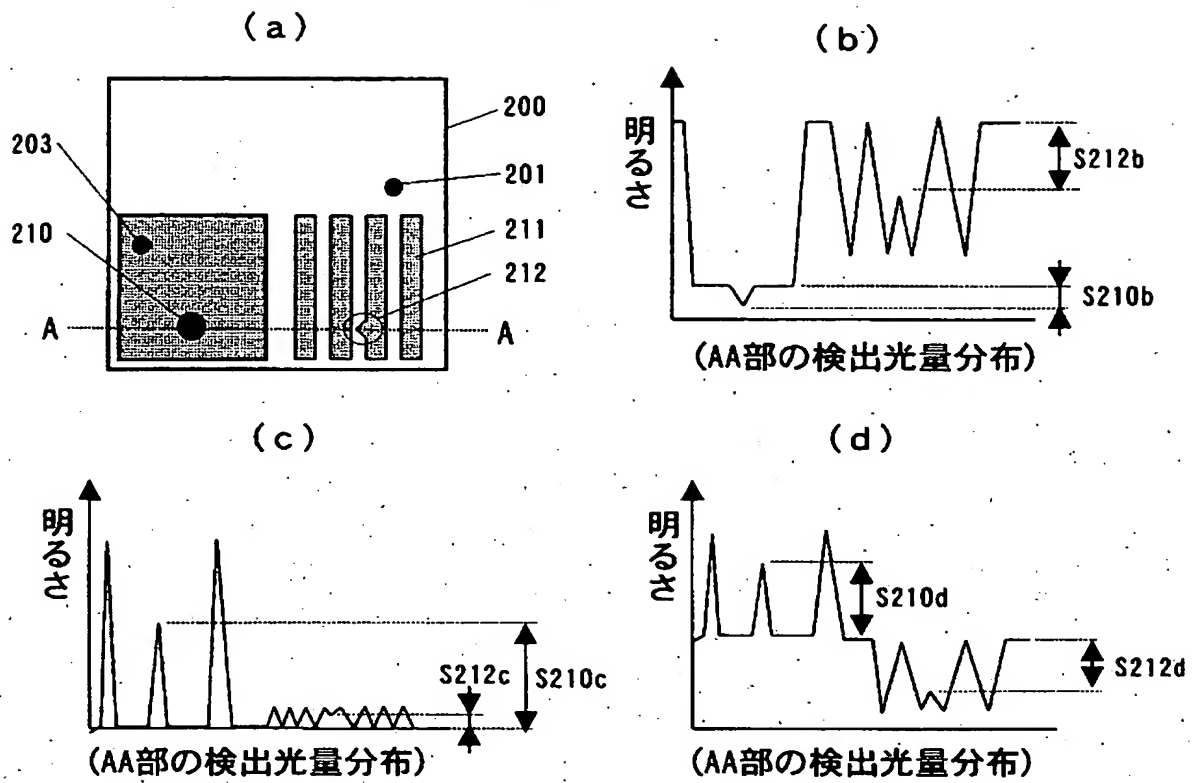 (a)
200
203
201
210
211
212
A
A
(b)
明るさ
S212b
S210b
(AA部の検出光量分布)
(c)
明るさ
S212c
S210c
(AA部の検出光量分布)
(d)
明るさ
S210d
S212d
(AA部の検出光量分布)